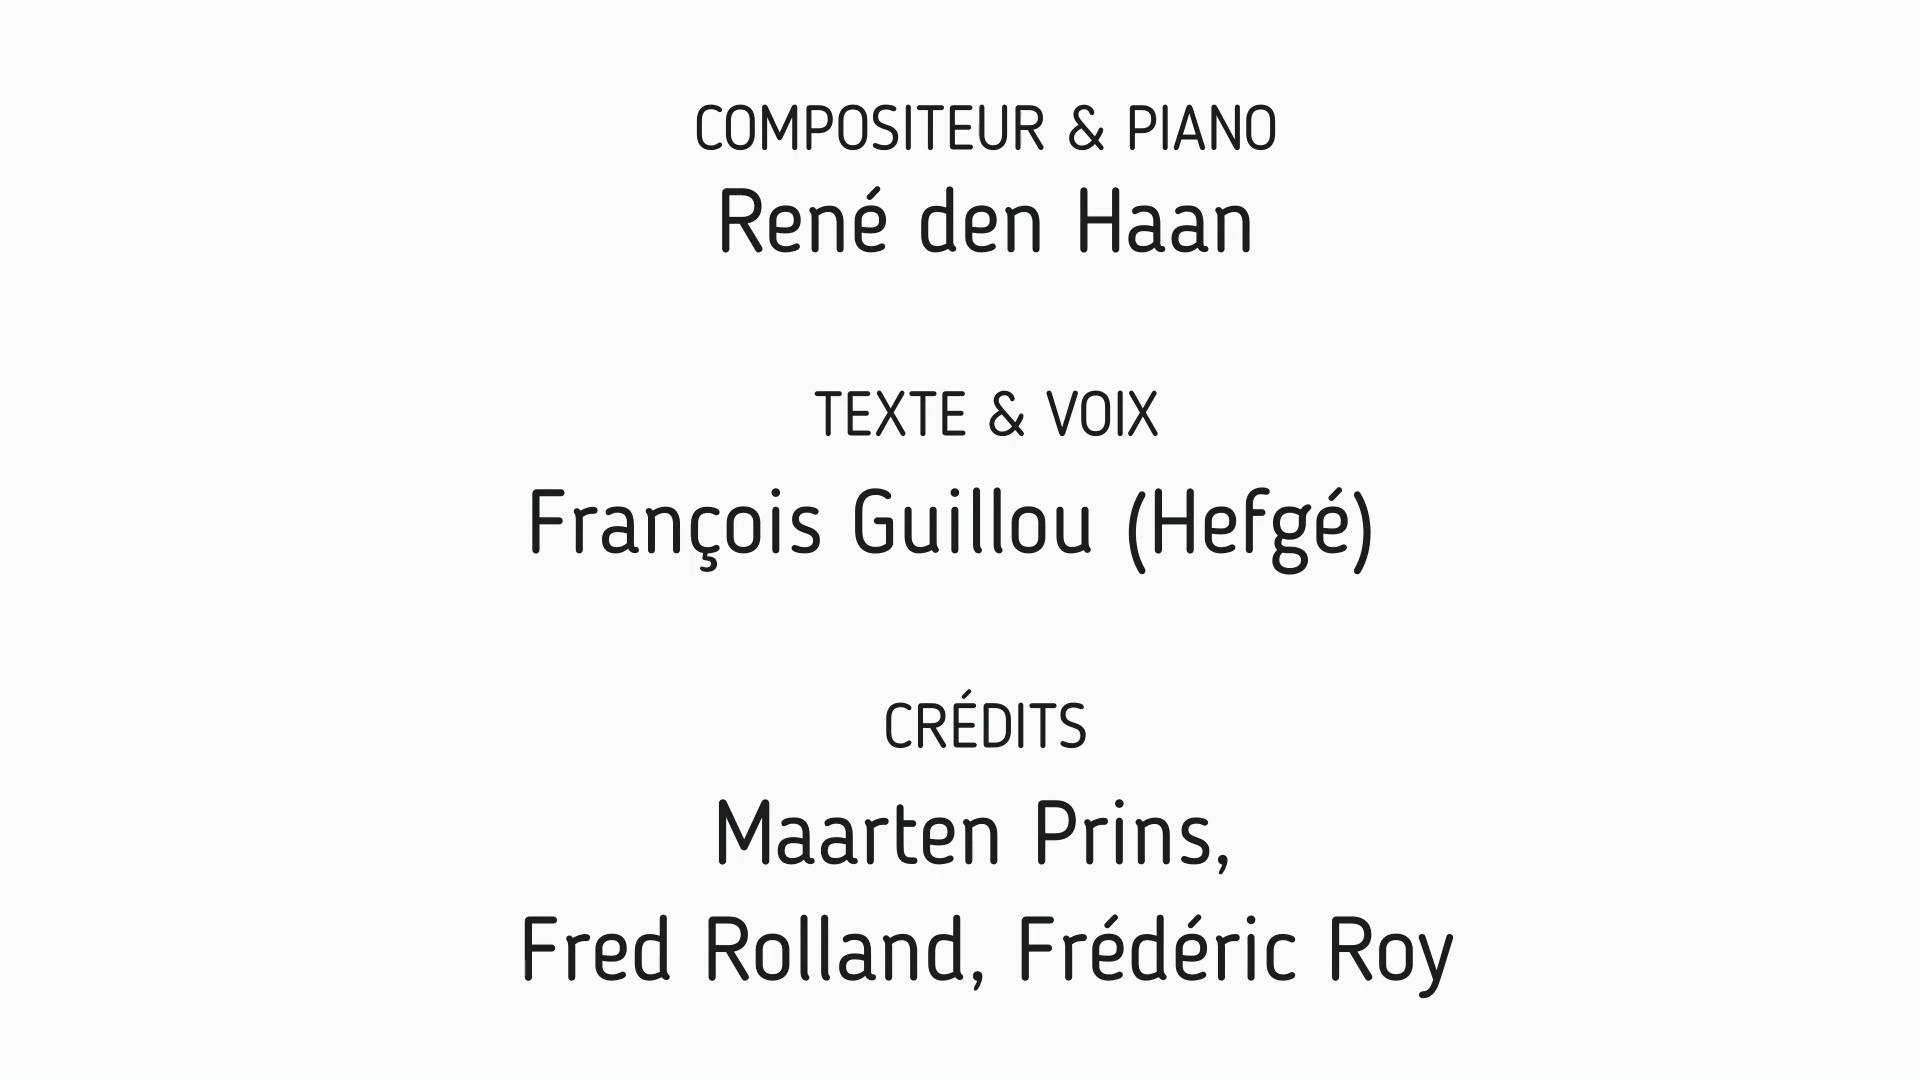 COMPOSITEUR & PIANO
René den Haan
TEXTE & VOIX
François Guillou (Hefgé)
CRÉDITS
Maarten Prins,
Fred Rolland, Frédéric Roy